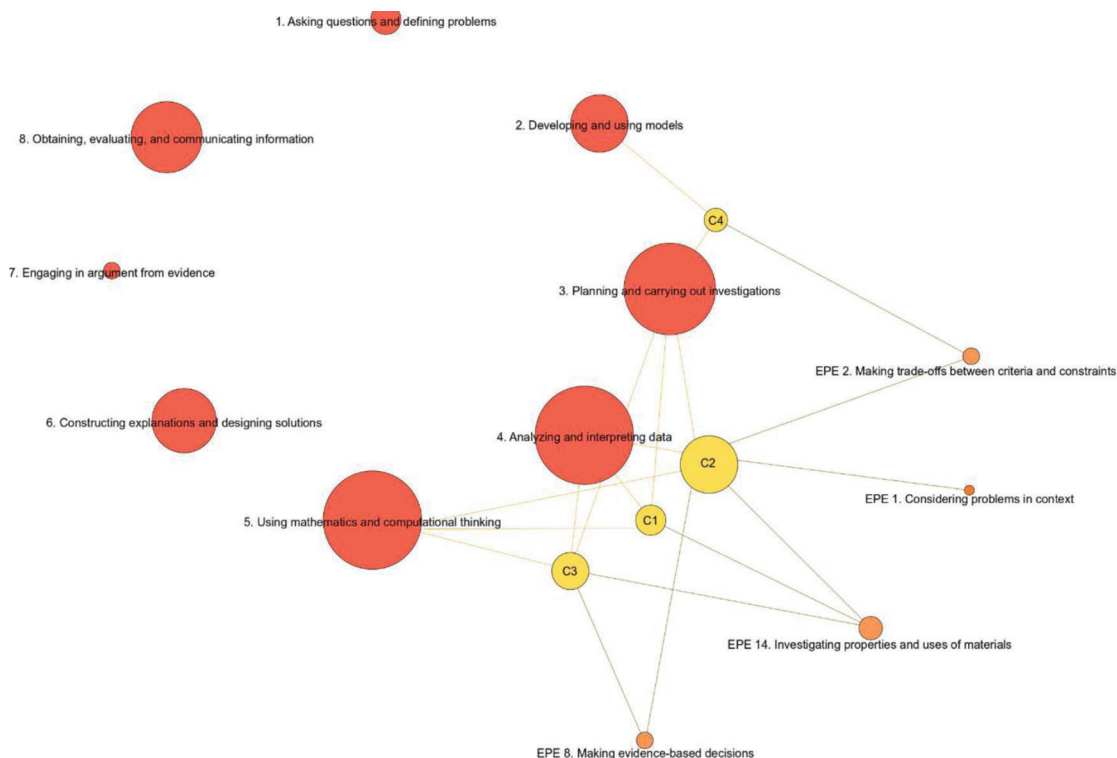 1. Asking questions and defining problems
2. Developing and using models
8. Obtaining, evaluating, and communicating information
C4
7. Engaging in argument from evidence
3. Planning and carrying out investigations
EPE 2. Making trade-offs between criteria and constraints
6. Constructing explanations and designing solutions
4. Analyzing and interpreting data
C2
EPE 1. Considering problems in context
5. Using mathematics and computational thinking
C1
C3
EPE 14. Investigating properties and uses of materials
EPE 8. Making evidence-based decisions